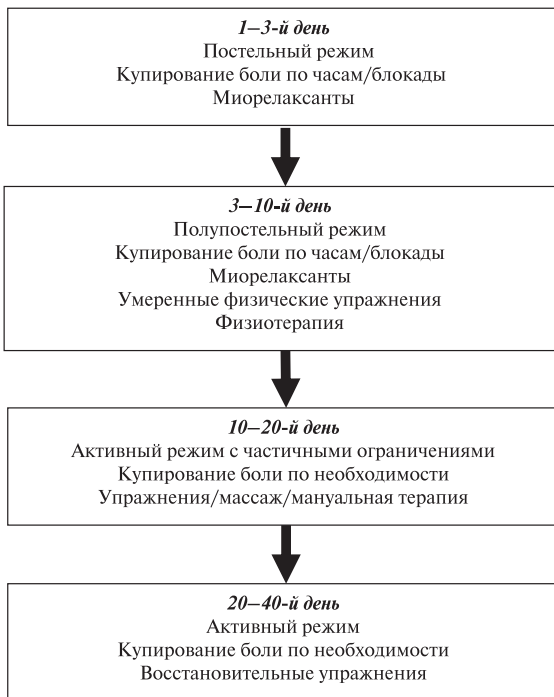 1–3-й день
Постельный режим
Купирование боли по часам/блокады
Миорелаксанты
3–10-й день
Полупостельный режим
Купирование боли по часам/блокады
Миорелаксанты
Умеренные физические упражнения
Физиотерапия
10–20-й день
Активный режим с частичными ограничениями
Купирование боли по необходимости
Упражнения/массаж/мануальная терапия
20–40-й день
Активный режим
Купирование боли по необходимости
Восстановительные упражнения